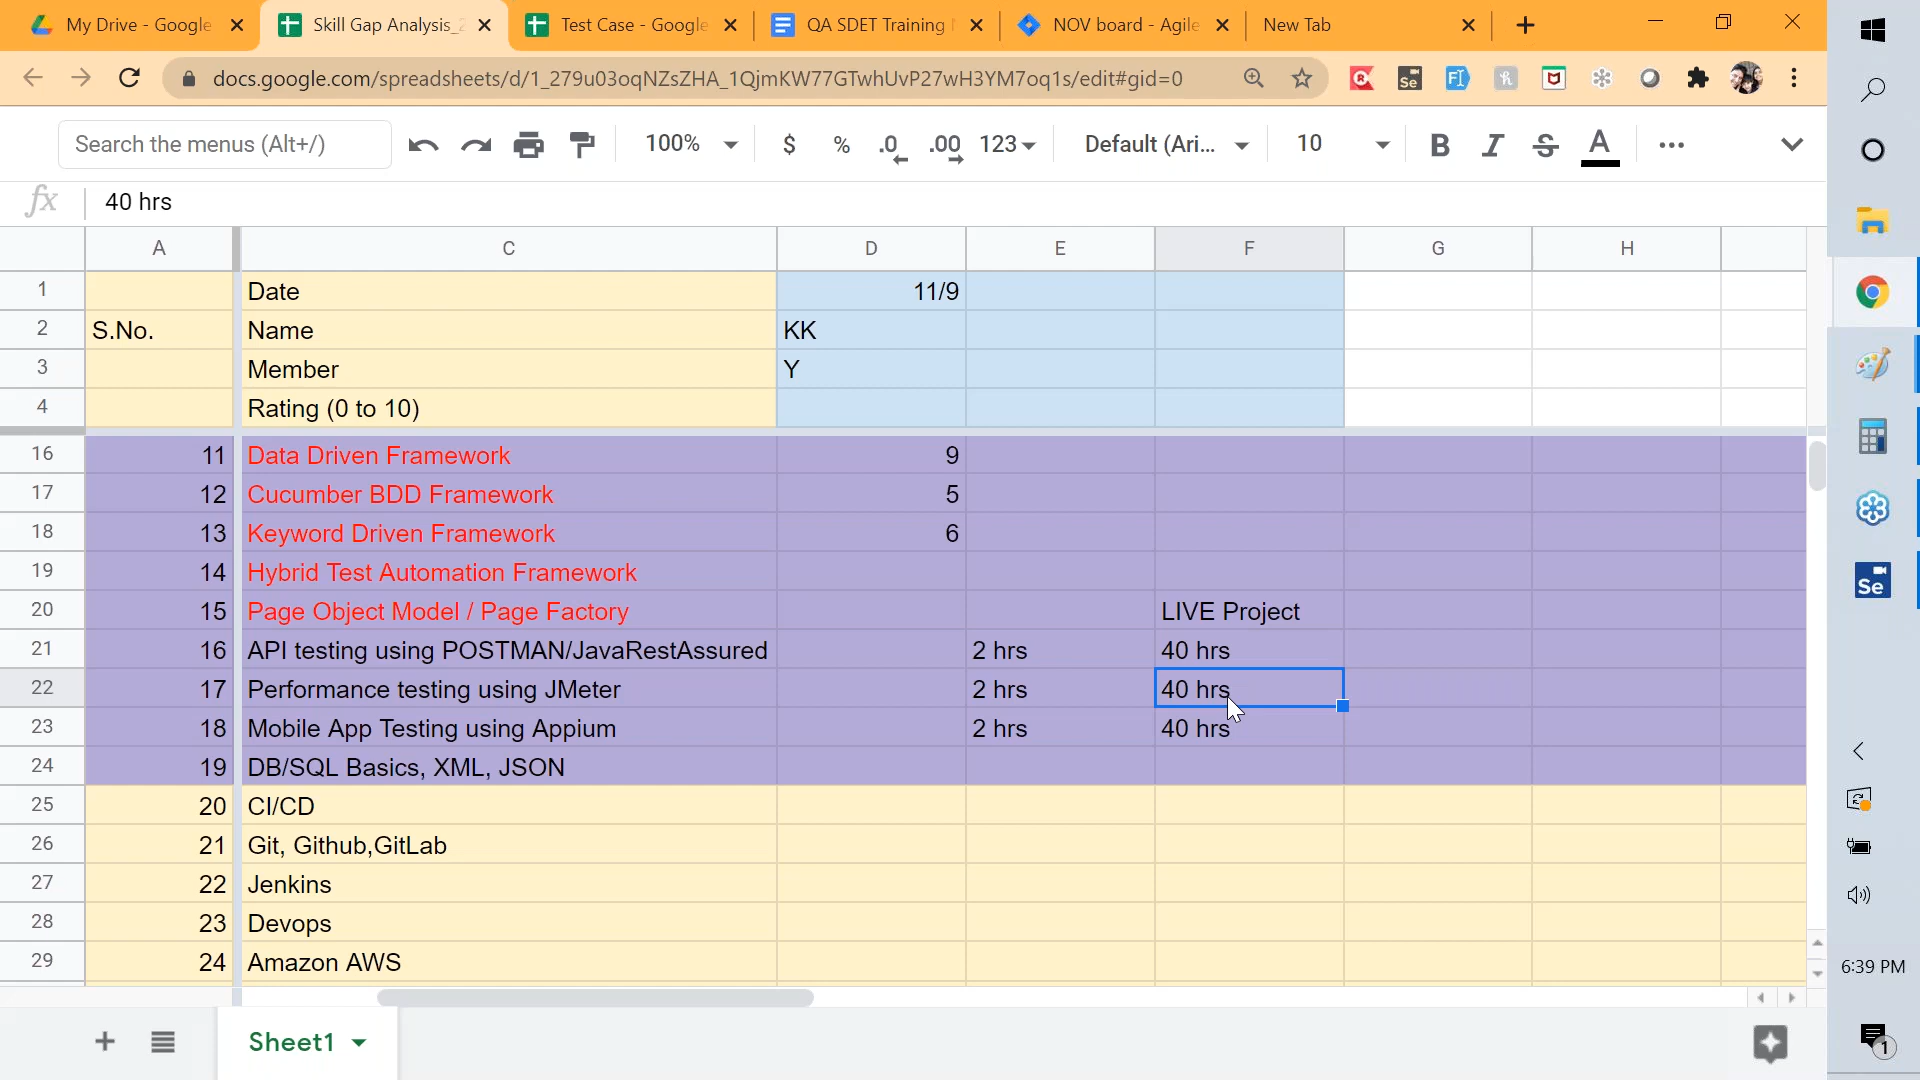 My Drive - Google
Skill Gap Analysis_
Test Case - Google
QA SDET Training
NOV board - Agile
New Tab
docs.google.com/spreadsheets/d/1_279u03oqNZsZHA_1QjmKW77GTwhUvP27wH3YM7oq1s/edit#gid=0
Search the menus (Alt+/)
100%
$
%
.0
.00
123
Default (Ari...
10
B
I
S
A
fx
40 hrs
A C D E F G H
1 Date 11/9
2 S.No. Name KK
3 Member Y
4 Rating (0 to 10)
16 11 Data Driven Framework 9
17 12 Cucumber BDD Framework 5
18 13 Keyword Driven Framework 6
19 14 Hybrid Test Automation Framework
20 15 Page Object Model / Page Factory LIVE Project
21 16 API testing using POSTMAN/JavaRestAssured 2 hrs 40 hrs
22 17 Performance testing using JMeter 2 hrs 40 hrs
23 18 Mobile App Testing using Appium 2 hrs 40 hrs
24 19 DB/SQL Basics, XML, JSON
25 20 CI/CD
26 21 Git, Github,GitLab
27 22 Jenkins
28 23 Devops
29 24 Amazon AWS
Sheet1
Se
Se
6:39 PM
1